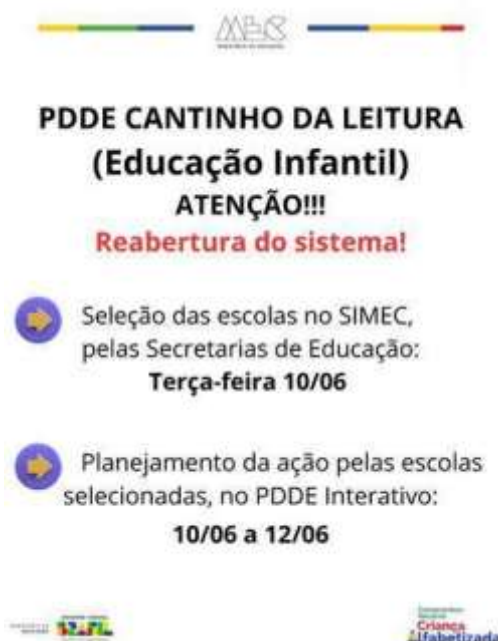 MEC
PDDE CANTINHO DA LEITURA
(Educação Infantil)
ATENÇÃO!!!
Reabertura do sistema!
Seleção das escolas no SIMEC,
pelas Secretarias de Educação:
Terça-feira 10/06
Planejamento da ação pelas escolas
selecionadas, no PDDE Interativo:
10/06 a 12/06
BRASIL
Criança
Alfabetizada